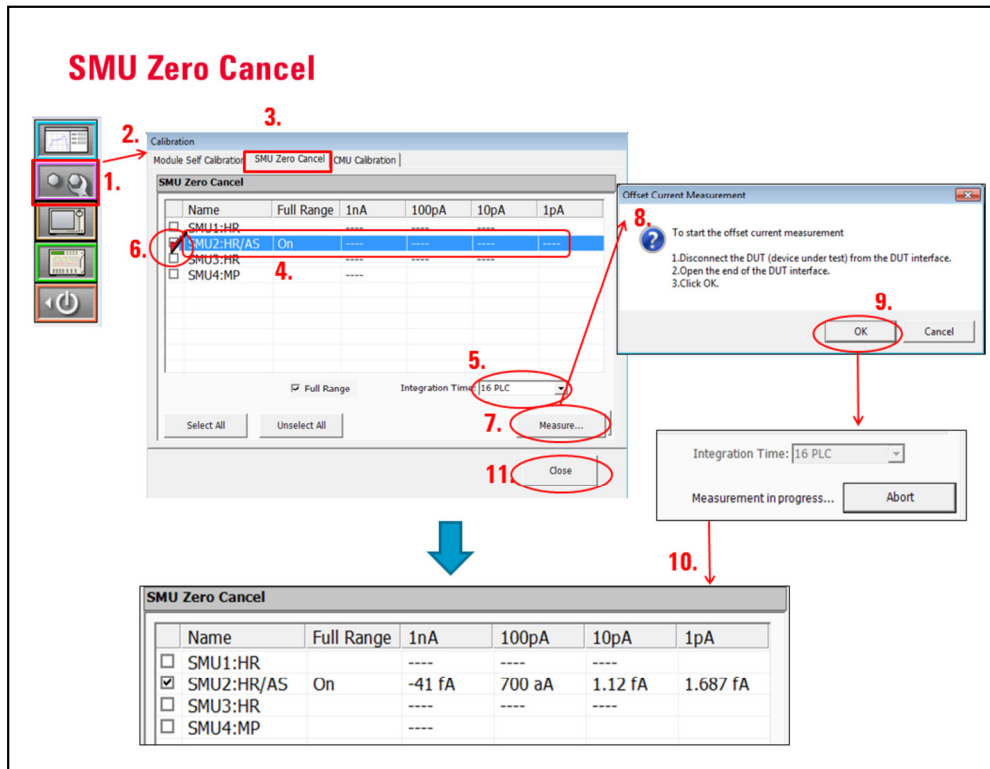 SMU Zero Cancel
3.
2.
1.
Calibration
Module Self Calibration SMU Zero Cancel CMU Calibration
SMU Zero Cancel
Name Full Range 1nA 100pA 10pA 1pA
SMU1:HR ---- ---- ----
6. SMU2:HR/AS On ---- ---- ---- ----
SMU3:HR ---- ---- ----
4.
SMU4:MP ----
5.
Full Range Integration Time: 16 PLC
Select All Unselect All 7. Measure...
11. Close
Offset Current Measurement
8.
To start the offset current measurement
1.Disconnect the DUT (device under test) from the DUT interface.
2.Open the end of the DUT interface.
3.Click OK.
9.
OK Cancel
Integration Time: 16 PLC
Measurement in progress... Abort
10.
SMU Zero Cancel
Name Full Range 1nA 100pA 10pA 1pA
SMU1:HR ---- ---- ----
SMU2:HR/AS On -41 fA 700 aA 1.12 fA 1.687 fA
SMU3:HR ---- ---- ----
SMU4:MP ----